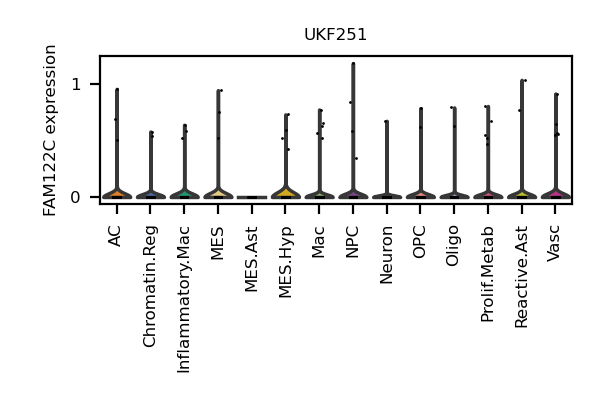 UKF251
FAM122C expression
1
0
AC
Chromatin.Reg
Inflammatory.Mac
MES
MES.Ast
MES.Hyp
Mac
NPC
Neuron
OPC
Oligo
Prolif.Metab
Reactive.Ast
Vasc